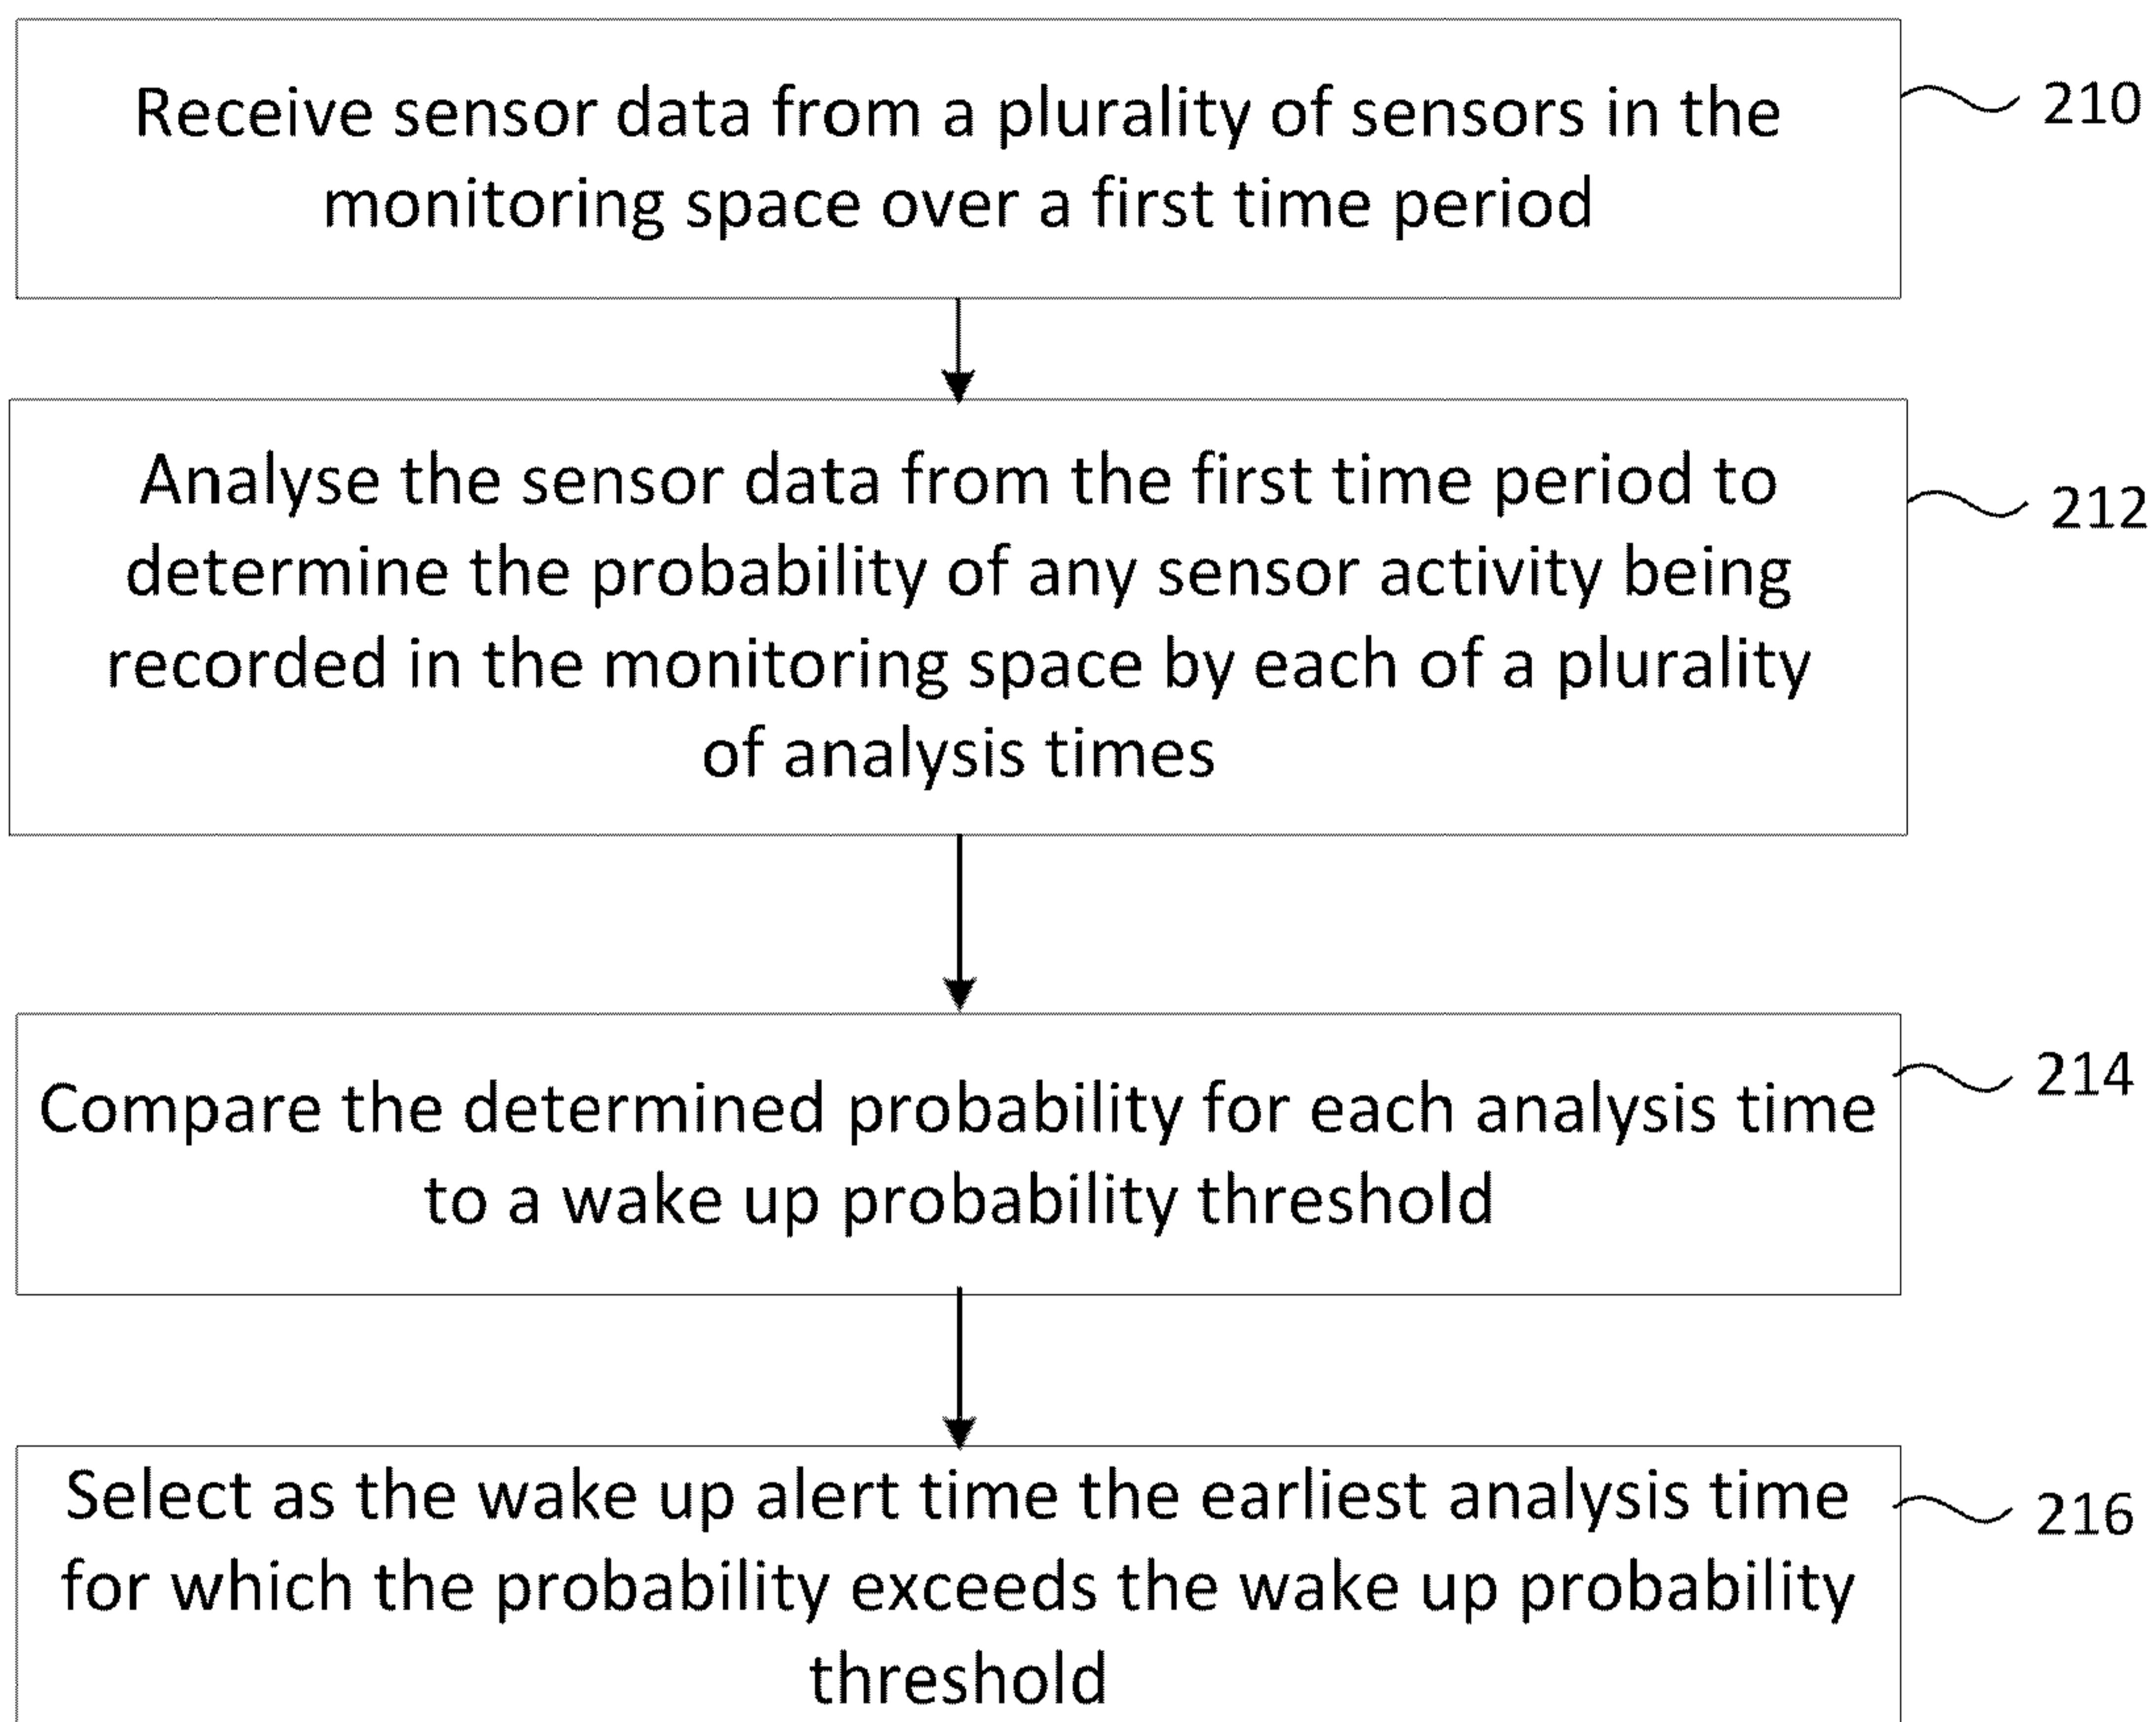 Receive sensor data from a plurality of sensors in the
monitoring space over a first time period
210
Analyse the sensor data from the first time period to
determine the probability of any sensor activity being
recorded in the monitoring space by each of a plurality
of analysis times
212
Compare the determined probability for each analysis time
to a wake up probability threshold
214
Select as the wake up alert time the earliest analysis time
for which the probability exceeds the wake up probability
threshold
216